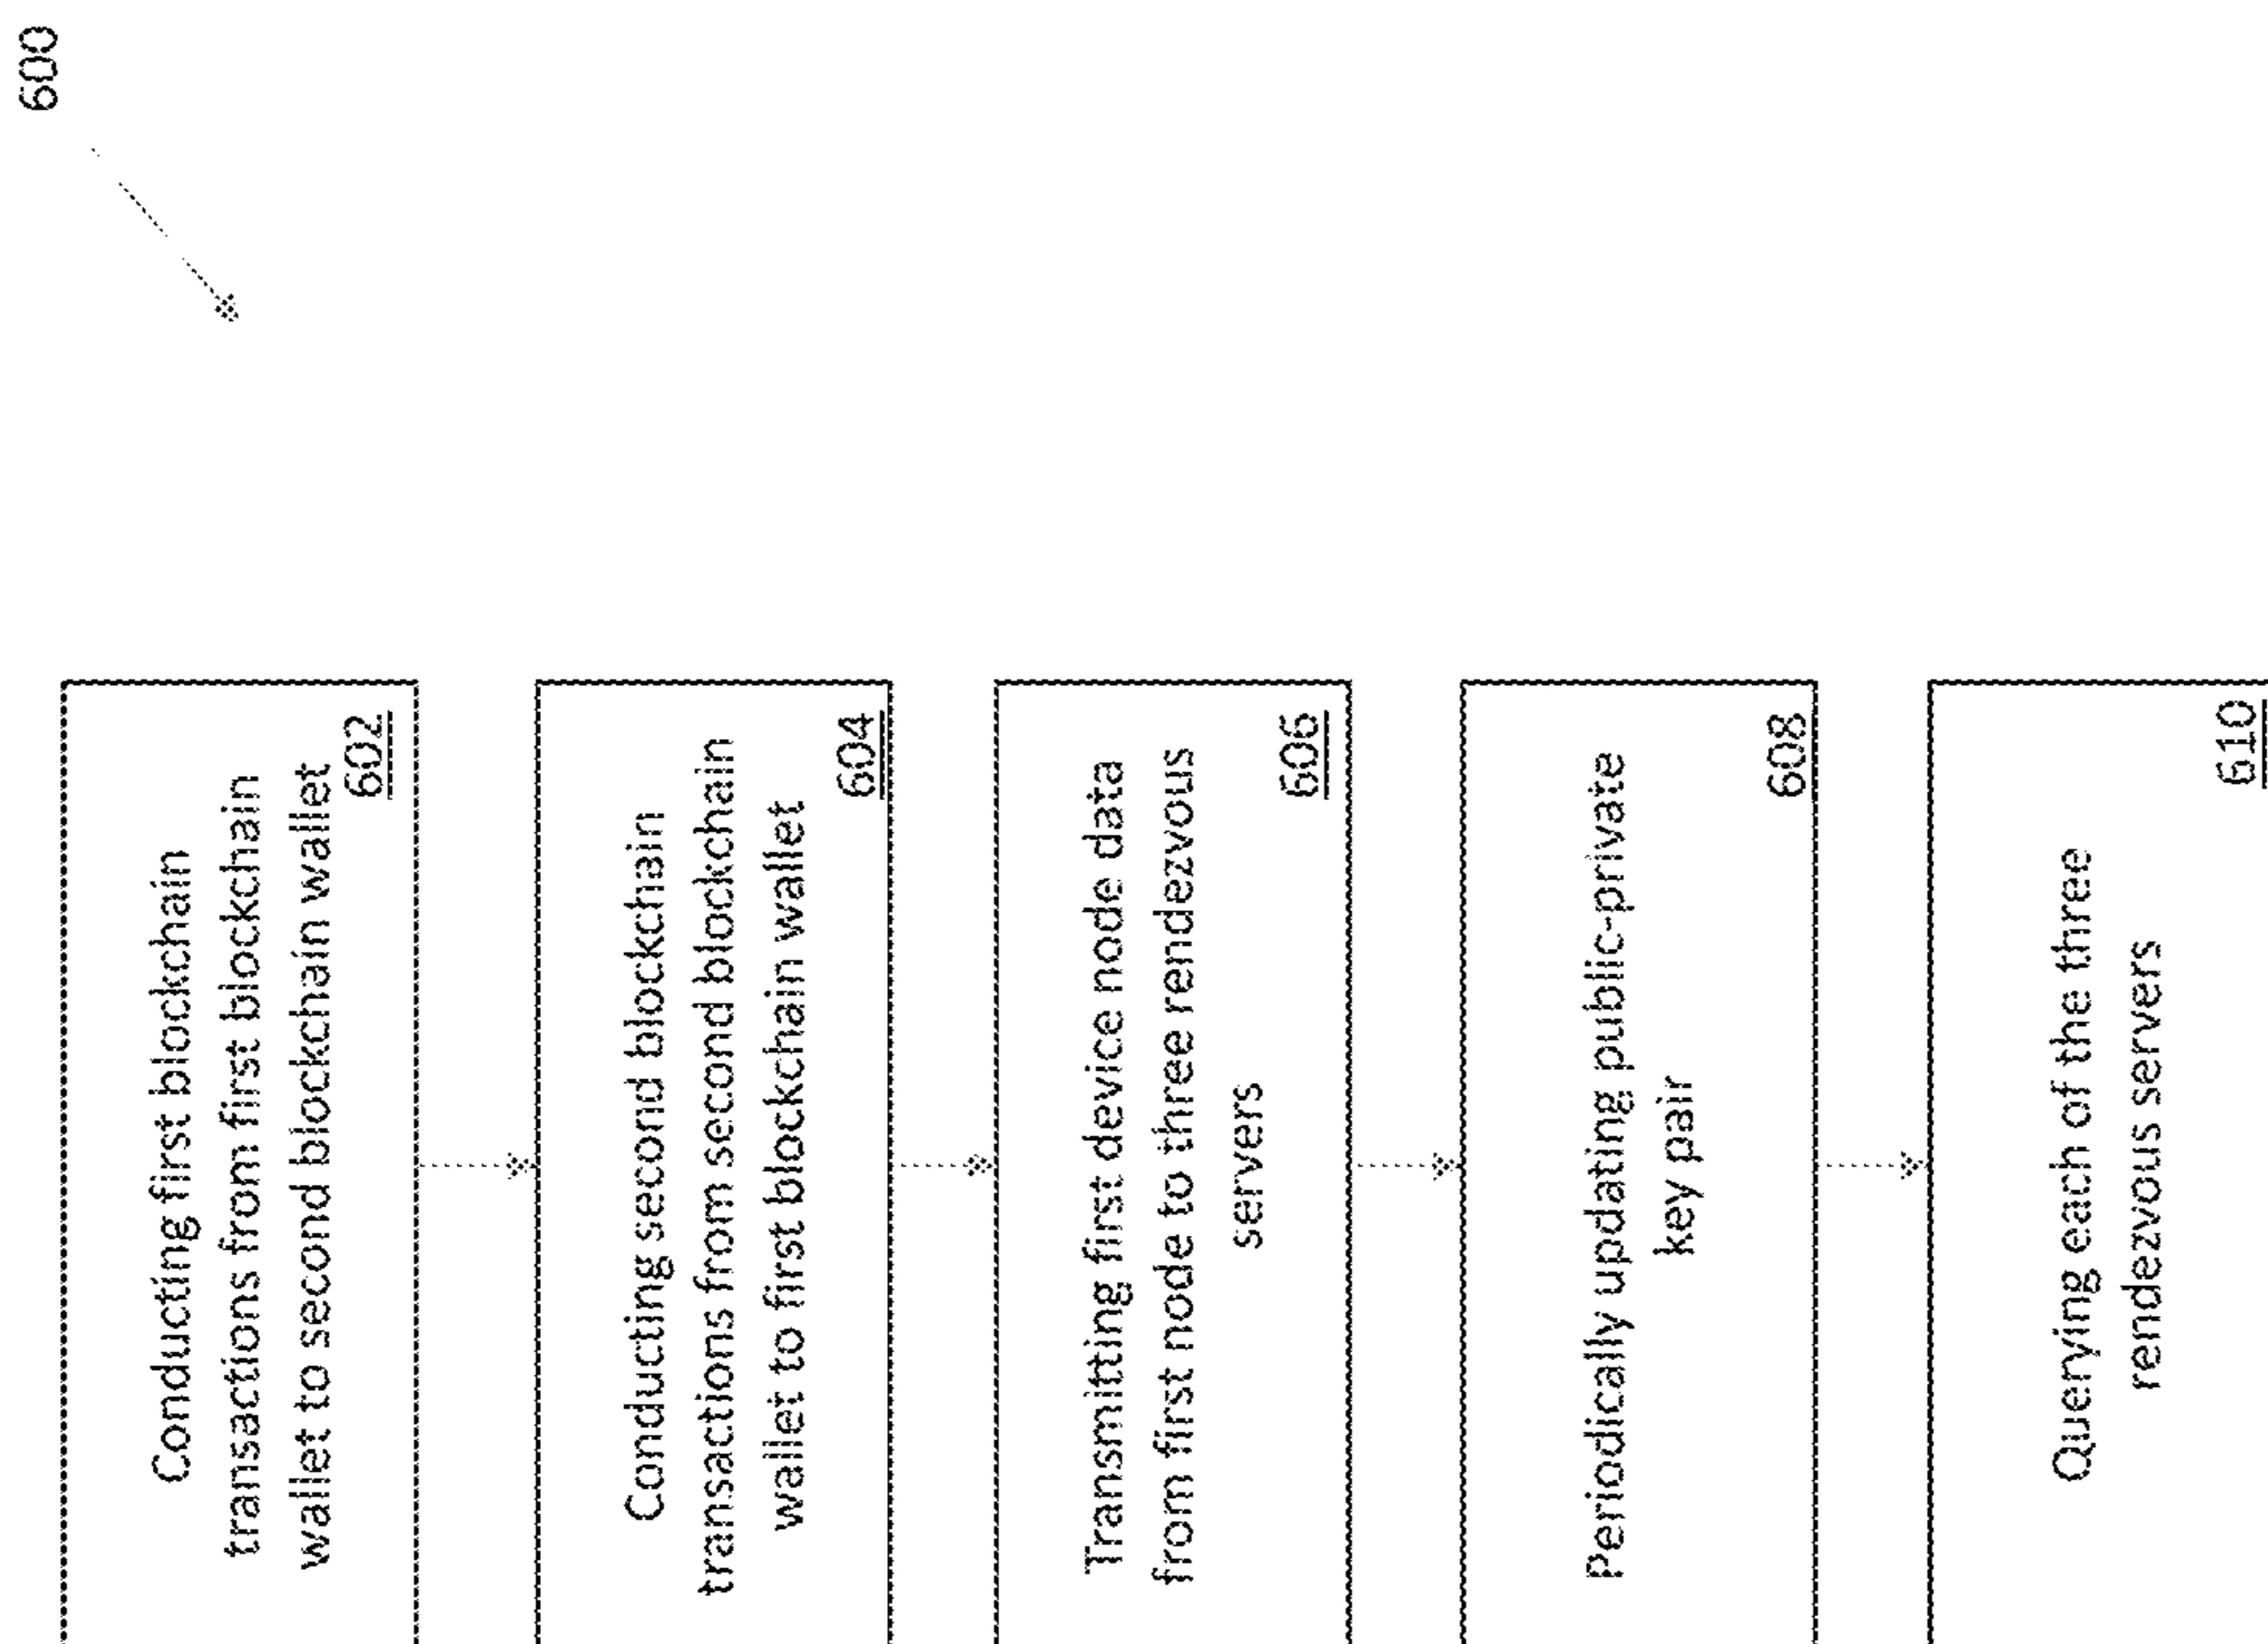 600
Conducting first blockchain
transactions from first blockchain
wallet to second blockchain wallet
602
Conducting second blockchain
transactions from second blockchain
wallet to first blockchain wallet
604
Transmitting first device node data
from first node to three rendezvous
servers
606
Periodically updating public-private
key pair
608
Querying each of the three
rendezvous servers
610